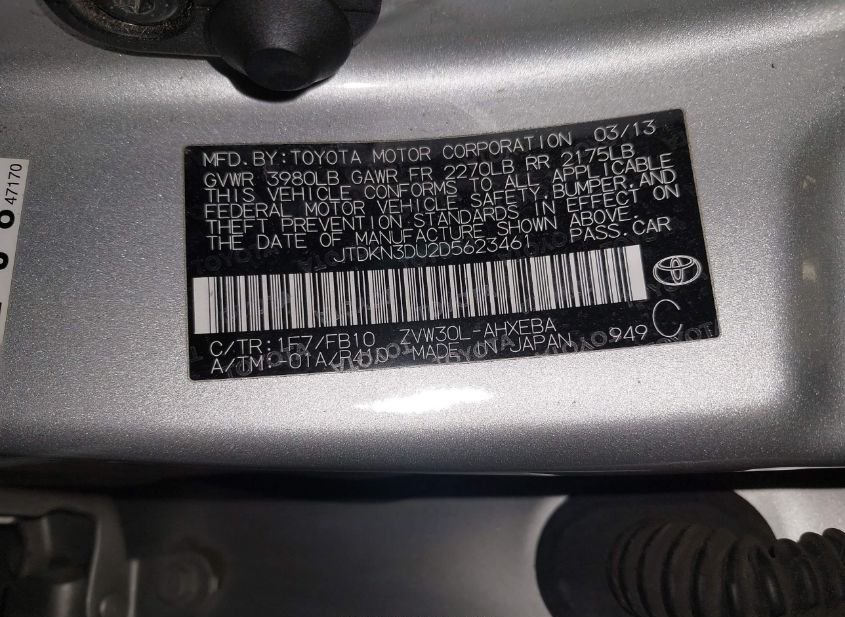 MFD.BY:TOYOTA MOTOR CORPORATION 03/13
GVWR 3980LB GAWR FR 2270LB RR 2175LB
THIS VEHICLE CONFORMS TO ALL APPLICABLE
FEDERAL MOTOR VEHICLE SAFETY, BUMPER, AND
THEFT PREVENTION STANDARDS IN EFFECT ON
THE DATE OF MANUFACTURE SHOWN ABOVE.
JTDKN3DU2D5623461 PASS.CAR
C/TR:1F7/FB10 ZVW30L-AHXEBA
A/TM:-01A/P410 MADE IN JAPAN 949 C
47170